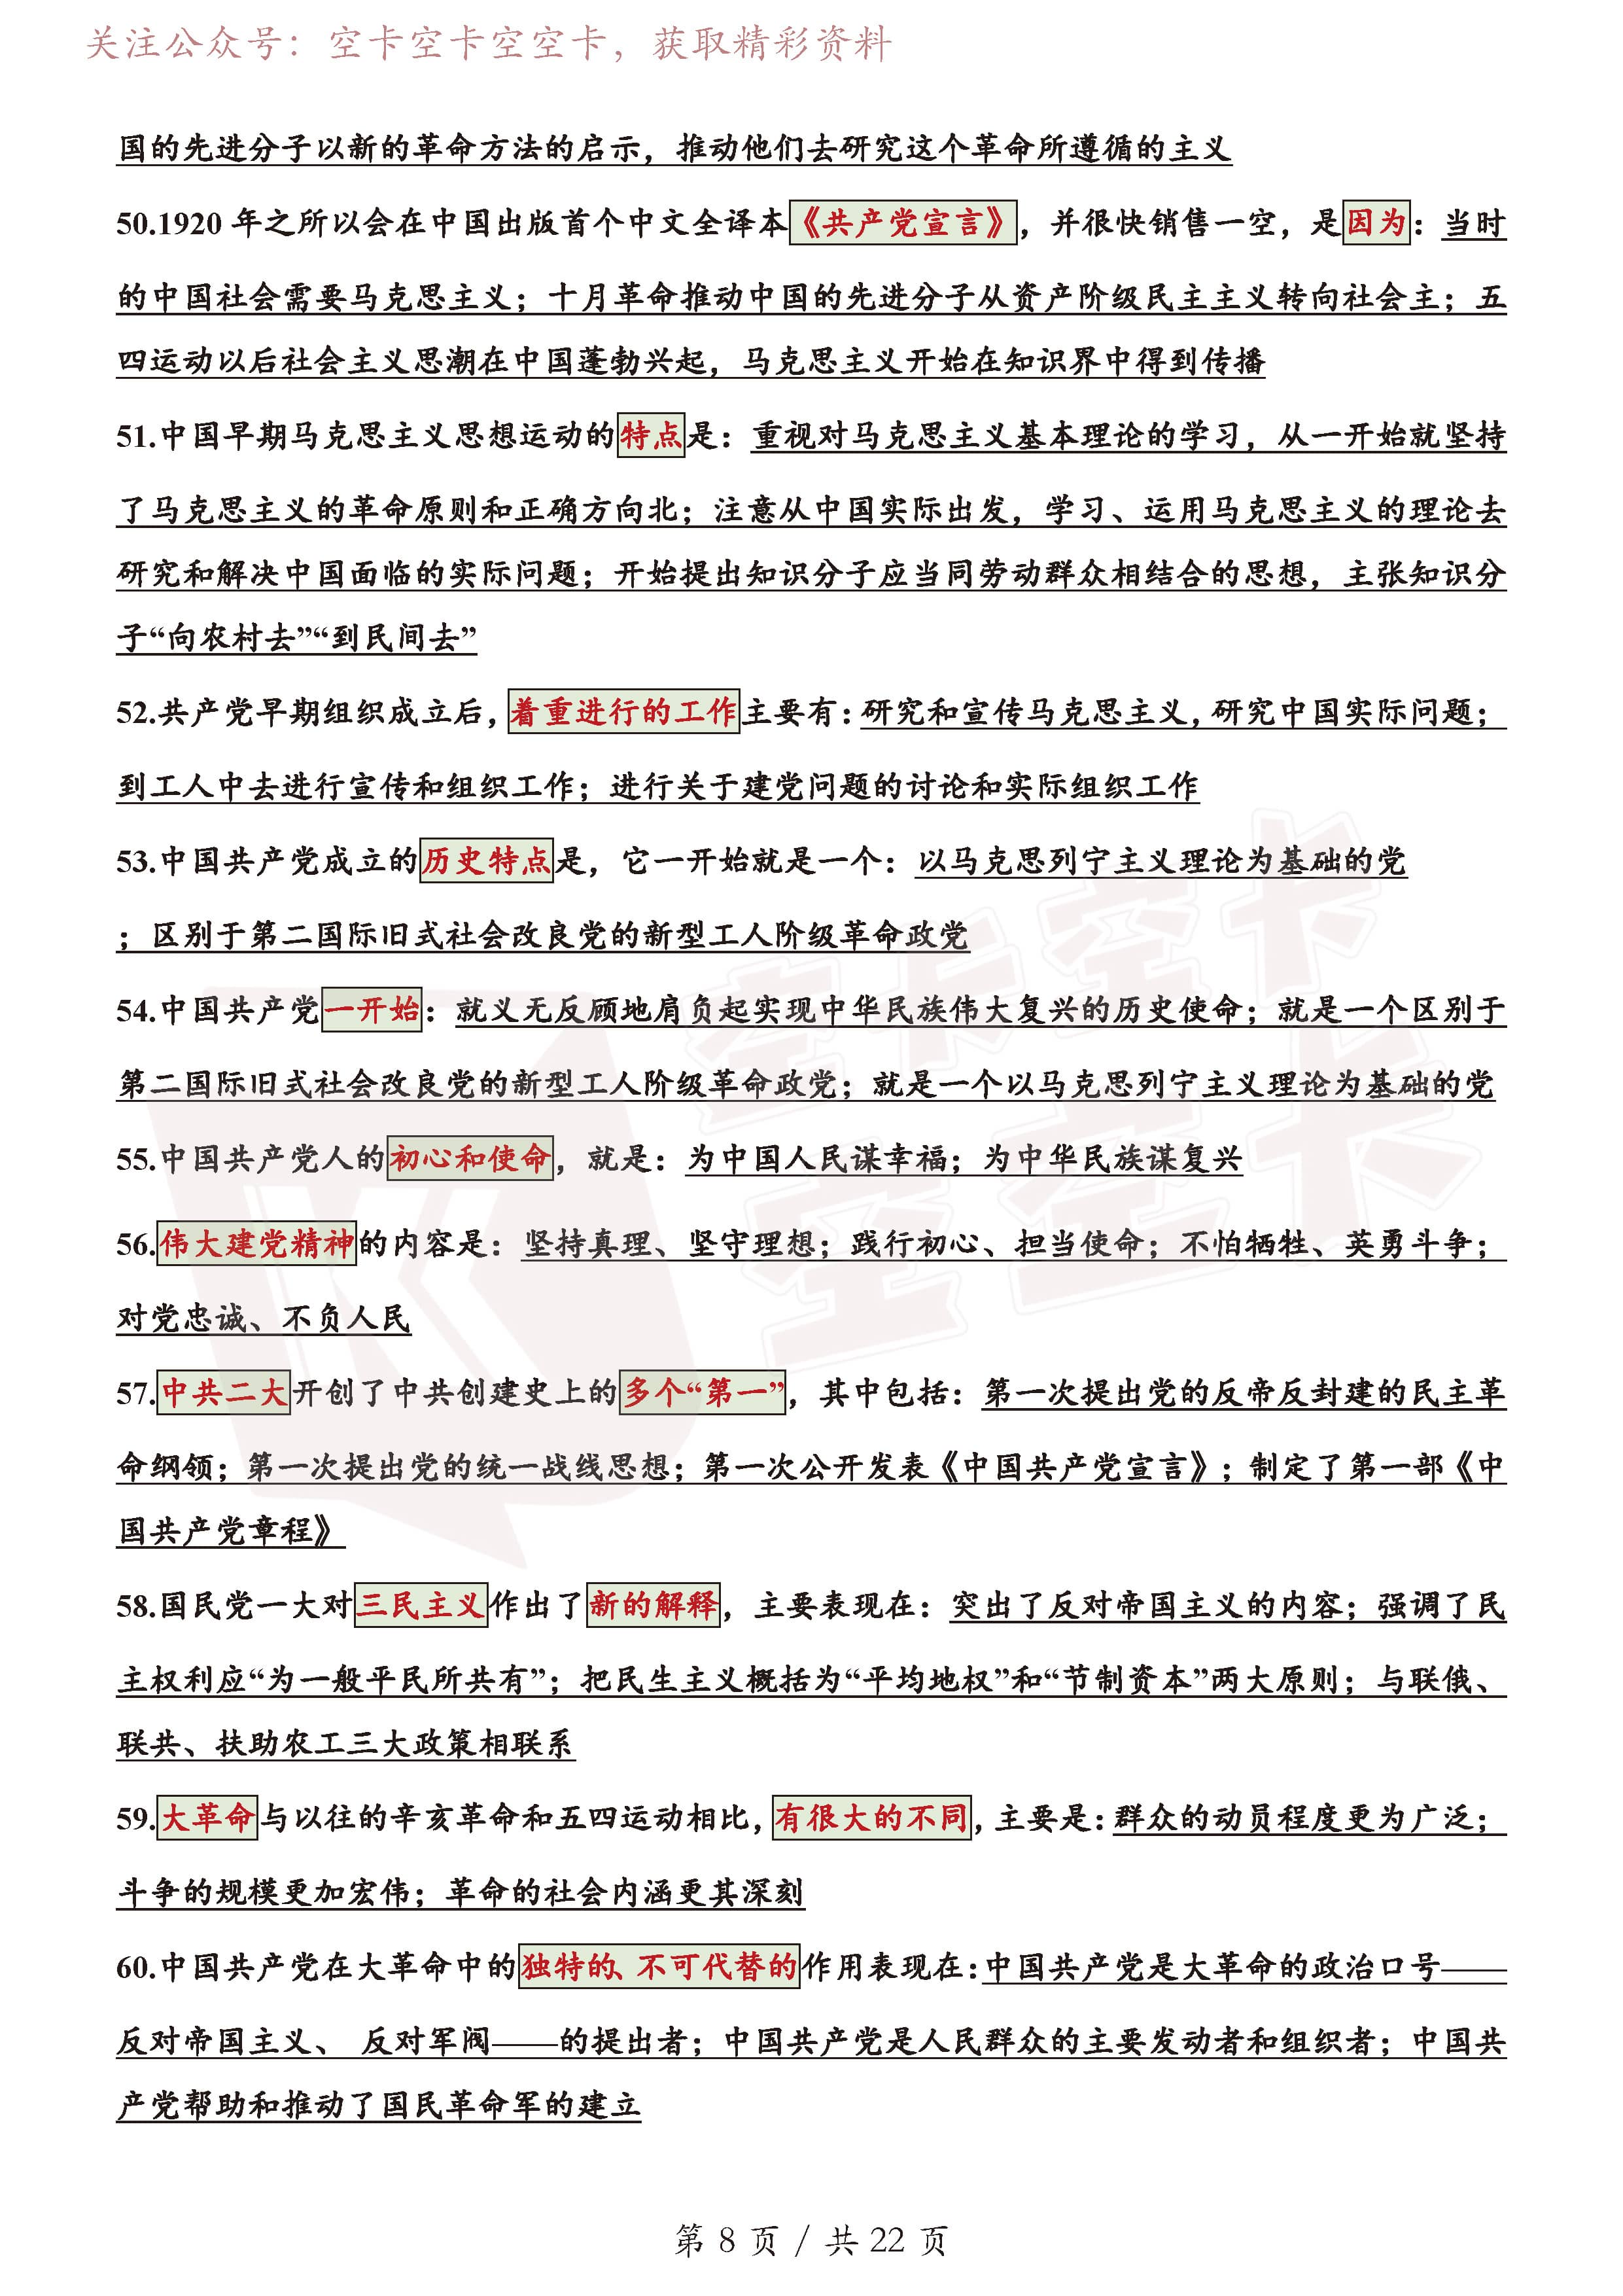 关注公众号：空卡空卡空空卡，获取精彩资料
国的先进分子以新的革命方法的启示，推动他们去研究这个革命所遵循的主义
50.1920 年之所以会在中国出版首个中文全译本《共产党宣言》，并很快销售一空，是因为：当时
的中国社会需要马克思主义；十月革命推动中国的先进分子从资产阶级民主主义转向社会主；五
四运动以后社会主义思潮在中国蓬勃兴起，马克思主义开始在知识界中得到传播
51.中国早期马克思主义思想运动的特点是：重视对马克思主义基本理论的学习，从一开始就坚持
了马克思主义的革命原则和正确方向北；注意从中国实际出发，学习、运用马克思主义的理论去
研究和解决中国面临的实际问题；开始提出知识分子应当同劳动群众相结合的思想，主张知识分
子“向农村去”“到民间去”
52.共产党早期组织成立后，着重进行的工作主要有：研究和宣传马克思主义，研究中国实际问题；
到工人中去进行宣传和组织工作；进行关于建党问题的讨论和实际组织工作
53.中国共产党成立的历史特点是，它一开始就是一个：以马克思列宁主义理论为基础的党
；区别于第二国际旧式社会改良党的新型工人阶级革命政党
54.中国共产党一开始：就义无反顾地肩负起实现中华民族伟大复兴的历史使命；就是一个区别于
第二国际旧式社会改良党的新型工人阶级革命政党；就是一个以马克思列宁主义理论为基础的党
55.中国共产党人的初心和使命，就是：为中国人民谋幸福；为中华民族谋复兴
56.伟大建党精神的内容是：坚持真理、坚守理想；践行初心、担当使命；不怕牺牲、英勇斗争；
对党忠诚、不负人民
57.中共二大开创了中共创建史上的多个“第一”，其中包括：第一次提出党的反帝反封建的民主革
命纲领；第一次提出党的统一战线思想；第一次公开发表《中国共产党宣言》；制定了第一部《中
国共产党章程》
58.国民党一大对三民主义作出了新的解释，主要表现在：突出了反对帝国主义的内容；强调了民
主权利应“为一般平民所共有”；把民生主义概括为“平均地权”和“节制资本”两大原则；与联俄、
联共、扶助农工三大政策相联系
59.大革命与以往的辛亥革命和五四运动相比，有很大的不同，主要是：群众的动员程度更为广泛；
斗争的规模更加宏伟；革命的社会内涵更其深刻
60.中国共产党在大革命中的独特的、不可代替的作用表现在：中国共产党是大革命的政治口号——
反对帝国主义、 反对军阀——的提出者；中国共产党是人民群众的主要发动者和组织者；中国共
产党帮助和推动了国民革命军的建立
空卡空卡
空空卡
第 8 页 / 共 22 页